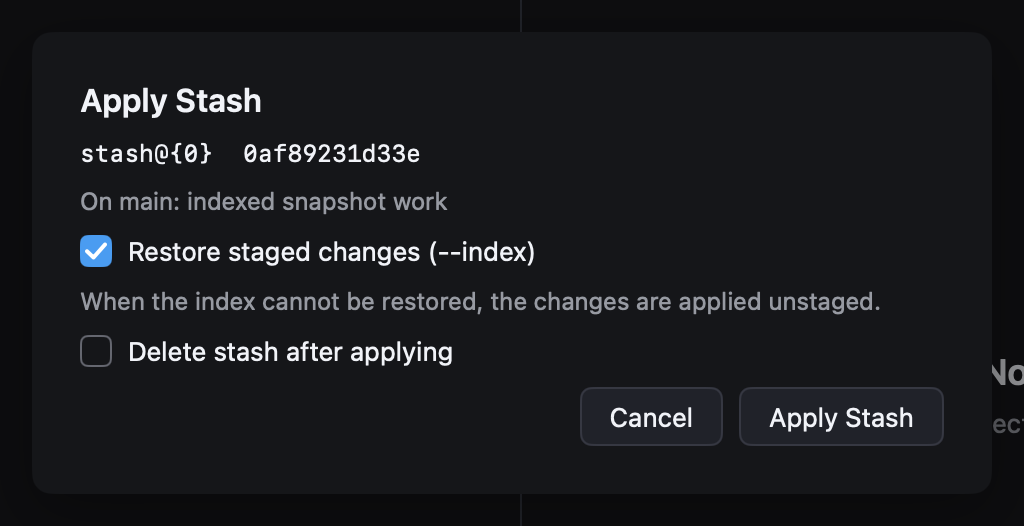 Apply Stash
stash@{0} 0af89231d33e
On main: indexed snapshot work
Restore staged changes (--index)
When the index cannot be restored, the changes are applied unstaged.
Delete stash after applying
Cancel
Apply Stash